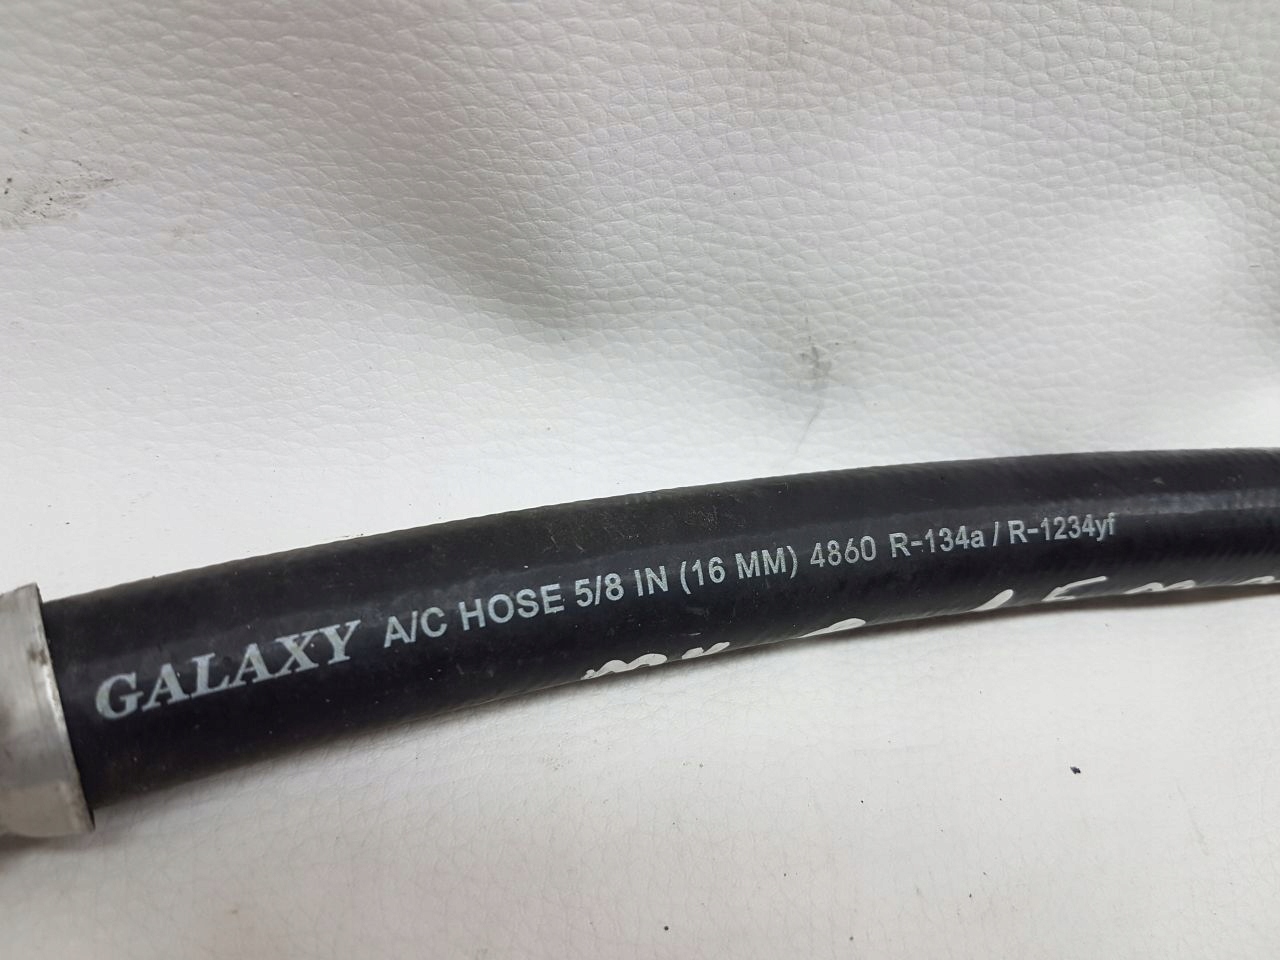 GALAXY A/C HOSE 5/8 IN (16 MM) 4860 R-134a / R-1234yf